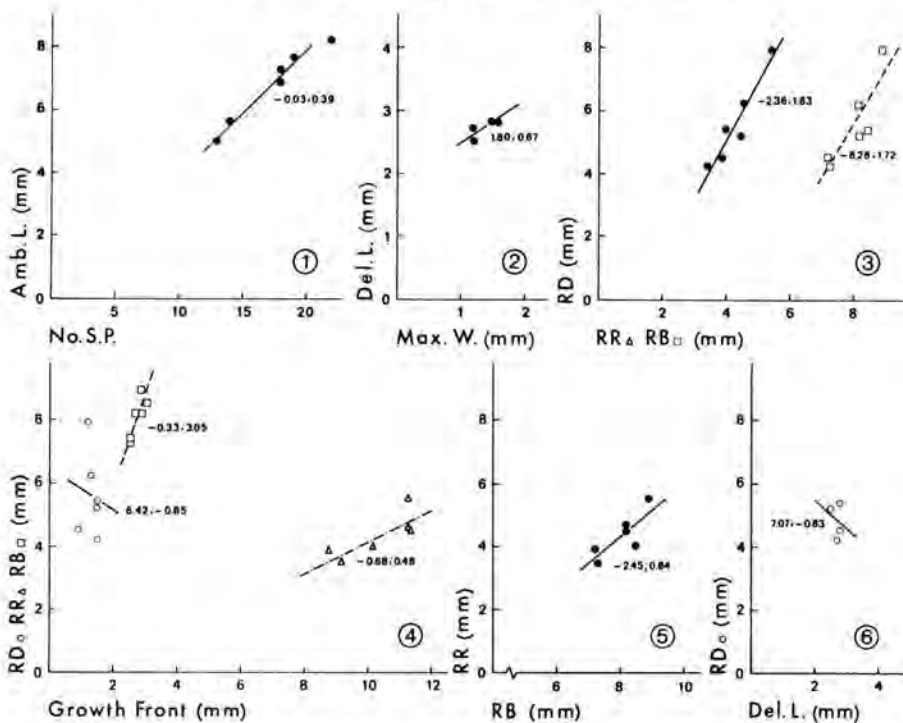 Amb. L. (mm)
8
6
4
2
0
-0.03;0.39
①
5 10 15 20
No. S.P.
Del. L. (mm)
4
3
2
1
0
1.80;0.67
②
1 2
Max. W. (mm)
RD (mm)
8
6
4
2
0
-2.36;1.83
-8.28;1.72
③
2 4 6 8
RR△ RB□ (mm)
RD○ RR△ RB□ (mm)
8
6
4
2
0
-0.33;3.05
6.42;-0.85
-0.68;0.48
④
2 4 6 8 10 12
Growth Front (mm)
RR (mm)
8
6
4
2
0
-2.45;0.84
⑤
6 8 10
RB (mm)
RD○ (mm)
8
6
4
2
0
7.07;-0.83
⑥
2 4
Del. L. (mm)